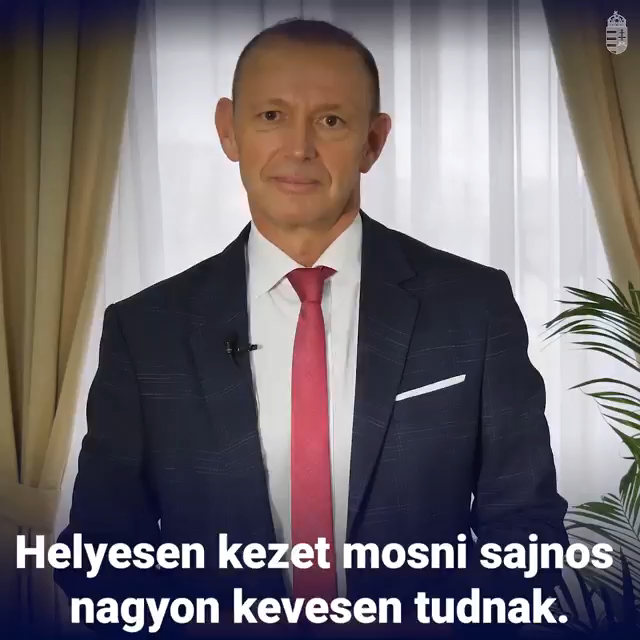 Helyesen kezet mosni sajnos
nagyon kevesen tudnak.